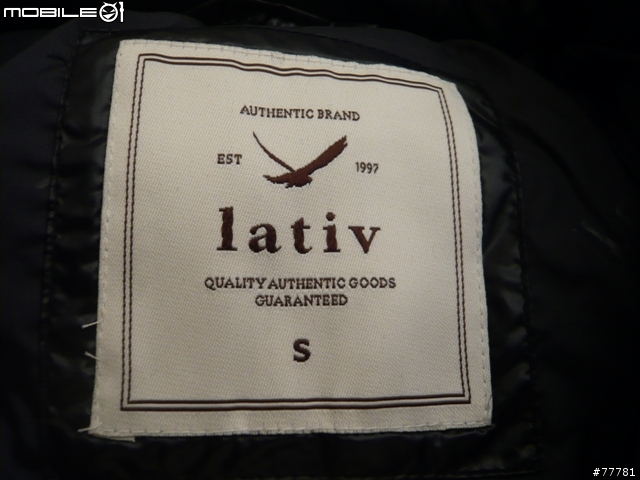 MOBILE01
AUTHENTIC BRAND
EST 1997
lativ
QUALITY AUTHENTIC GOODS
GUARANTEED
S
#77781